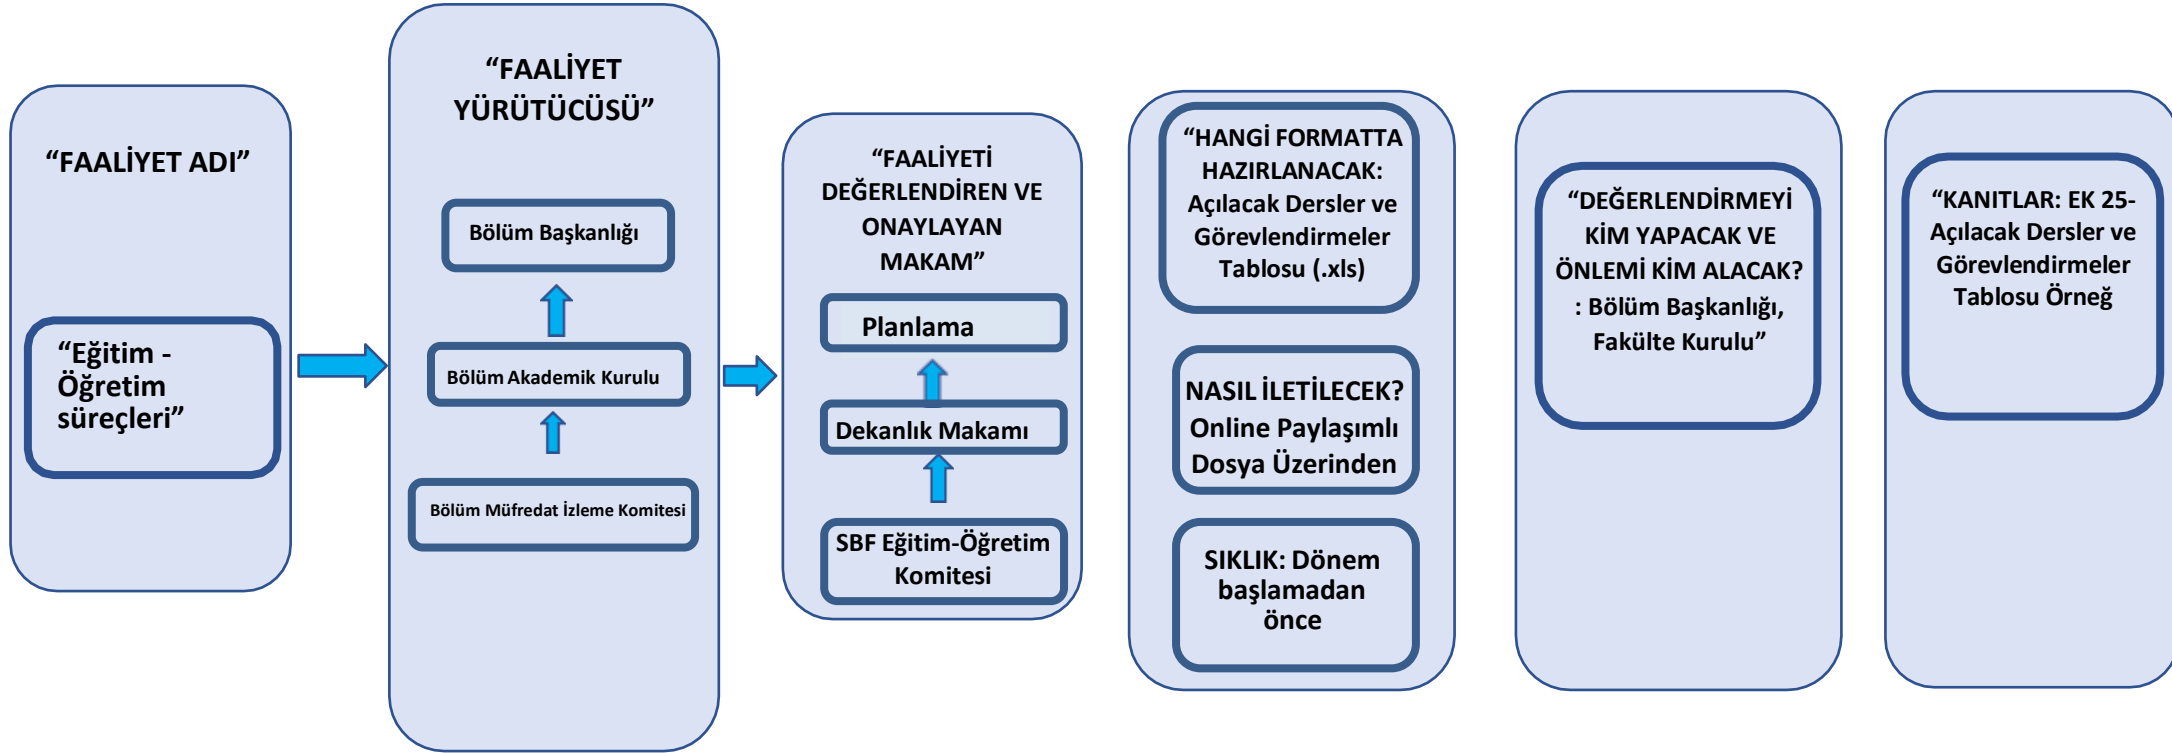 “FAALİYET ADI”
“Eğitim -
Öğretim
süreçleri”
“FAALİYET
YÜRÜTÜCÜSÜ”
Bölüm Başkanlığı
Bölüm Akademik Kurulu
Bölüm Müfredat İzleme Komitesi
“FAALİYETİ
DEĞERLENDİREN VE
ONAYLAYAN
MAKAM”
Planlama
Dekanlık Makamı
SBF Eğitim-Öğretim
Komitesi
“HANGİ FORMATTA
HAZIRLANACAK:
Açılacak Dersler ve
Görevlendirmeler
Tablosu (.xls)
NASIL İLETİLECEK?
Online Paylaşımlı
Dosya Üzerinden
SIKLIK: Dönem
başlamadan
önce
“DEĞERLENDİRMEYİ
KİM YAPACAK VE
ÖNLEMİ KİM ALACAK?
: Bölüm Başkanlığı,
Fakülte Kurulu”
“KANITLAR: EK 25-
Açılacak Dersler ve
Görevlendirmeler
Tablosu Örneğ